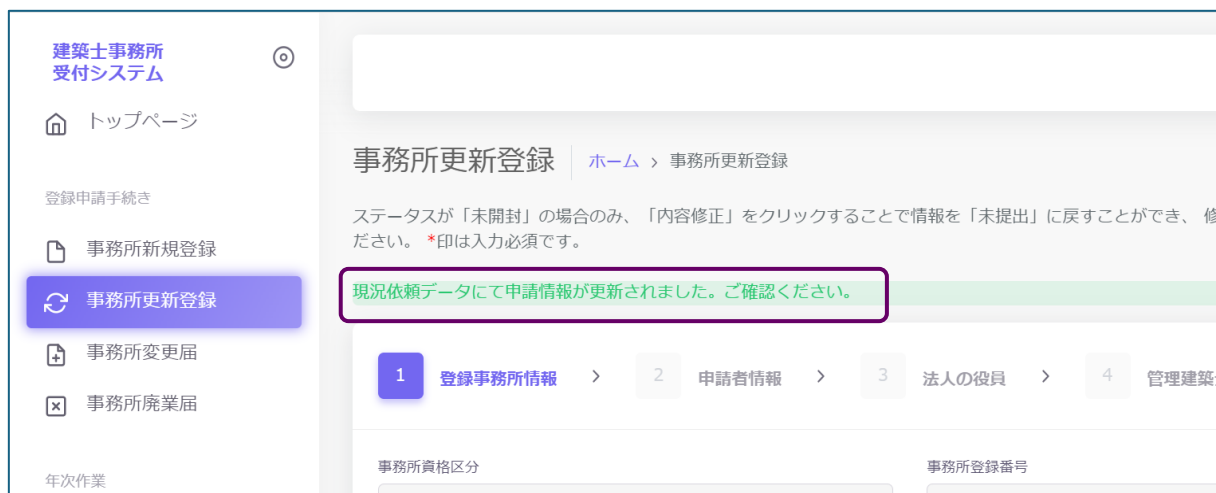 建築士事務所
受付システム
トップページ
登録申請手続き
事務所新規登録
事務所更新登録
事務所変更届
事務所廃業届
年次作業
事務所更新登録 ホーム > 事務所更新登録
ステータスが「未開封」の場合のみ、「内容修正」をクリックすることで情報を「未提出」に戻すことができ、 修
ださい。 *印は入力必須です。
現況依頼データにて申請情報が更新されました。ご確認ください。
1 登録事務所情報 > 2 申請者情報 > 3 法人の役員 > 4 管理建築
事務所資格区分
事務所登録番号